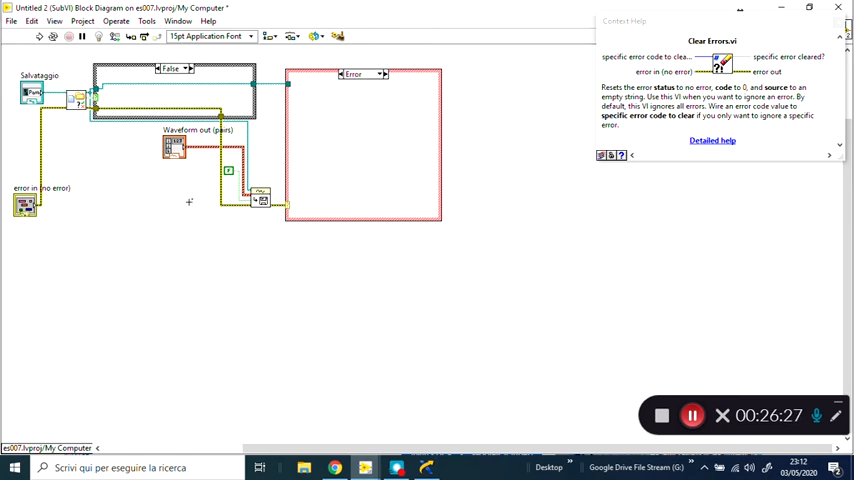 Untitled 2 (SubVI) Block Diagram on es007.lvproj/My Computer *
File Edit View Project Operate Tools Window Help
15pt Application Font
Context Help
Clear Errors.vi
specific error code to clea... specific error cleared?
error in (no error) error out
Resets the error status to no error, code to 0, and source to an
empty string. Use this VI when you want to ignore an error. By
default, this VI ignores all errors. Wire an error code value to
specific error code to clear if you only want to ignore a specific
error.
Detailed help
Salvataggio
False
Error
Waveform out (pairs)
error in (no error)
00:26:27
es007.lvproj/My Computer
Scrivi qui per eseguire la ricerca
Desktop
Google Drive File Stream (G:)
23:12
03/05/2020
2